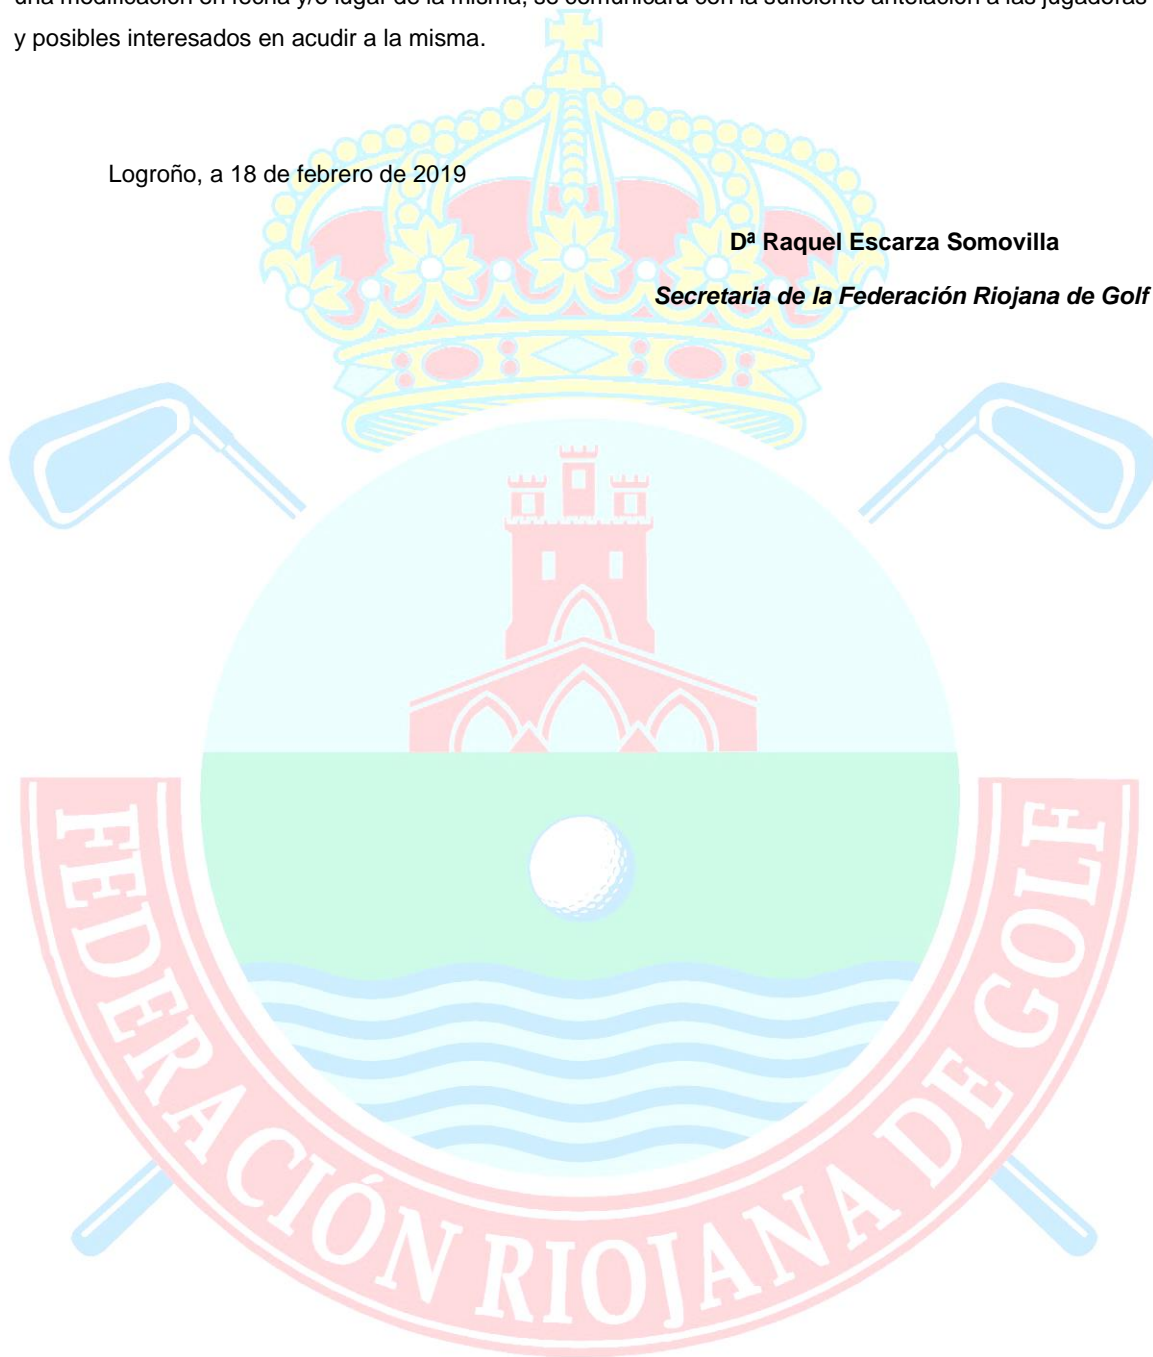 una modificación en fecha y/o lugar de la misma, se comunicará con la suficiente antelación a las jugadoras
y posibles interesados en acudir a la misma.
Logroño, a 18 de febrero de 2019
Dª Raquel Escarza Somovilla
Secretaria de la Federación Riojana de Golf
FEDERACIÓN RIOJANA DE GOLF